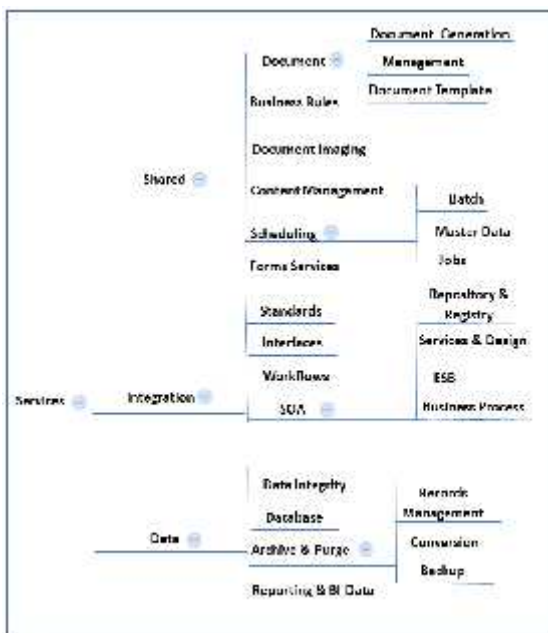 Document Generation
Document
Management
Document Template
Business Rules
Document Imaging
Shared
Content Management
Batch
Scheduling
Master Data
Jobs
Forms Services
Repository &
Registry
Standards
Services & Design
Interfaces
Workflows
ESB
Services
Integration
SOA
Business Process
Data Integrity
Records
Management
Database
Data
Archive & Purge
Conversion
Backup
Reporting & BI Data